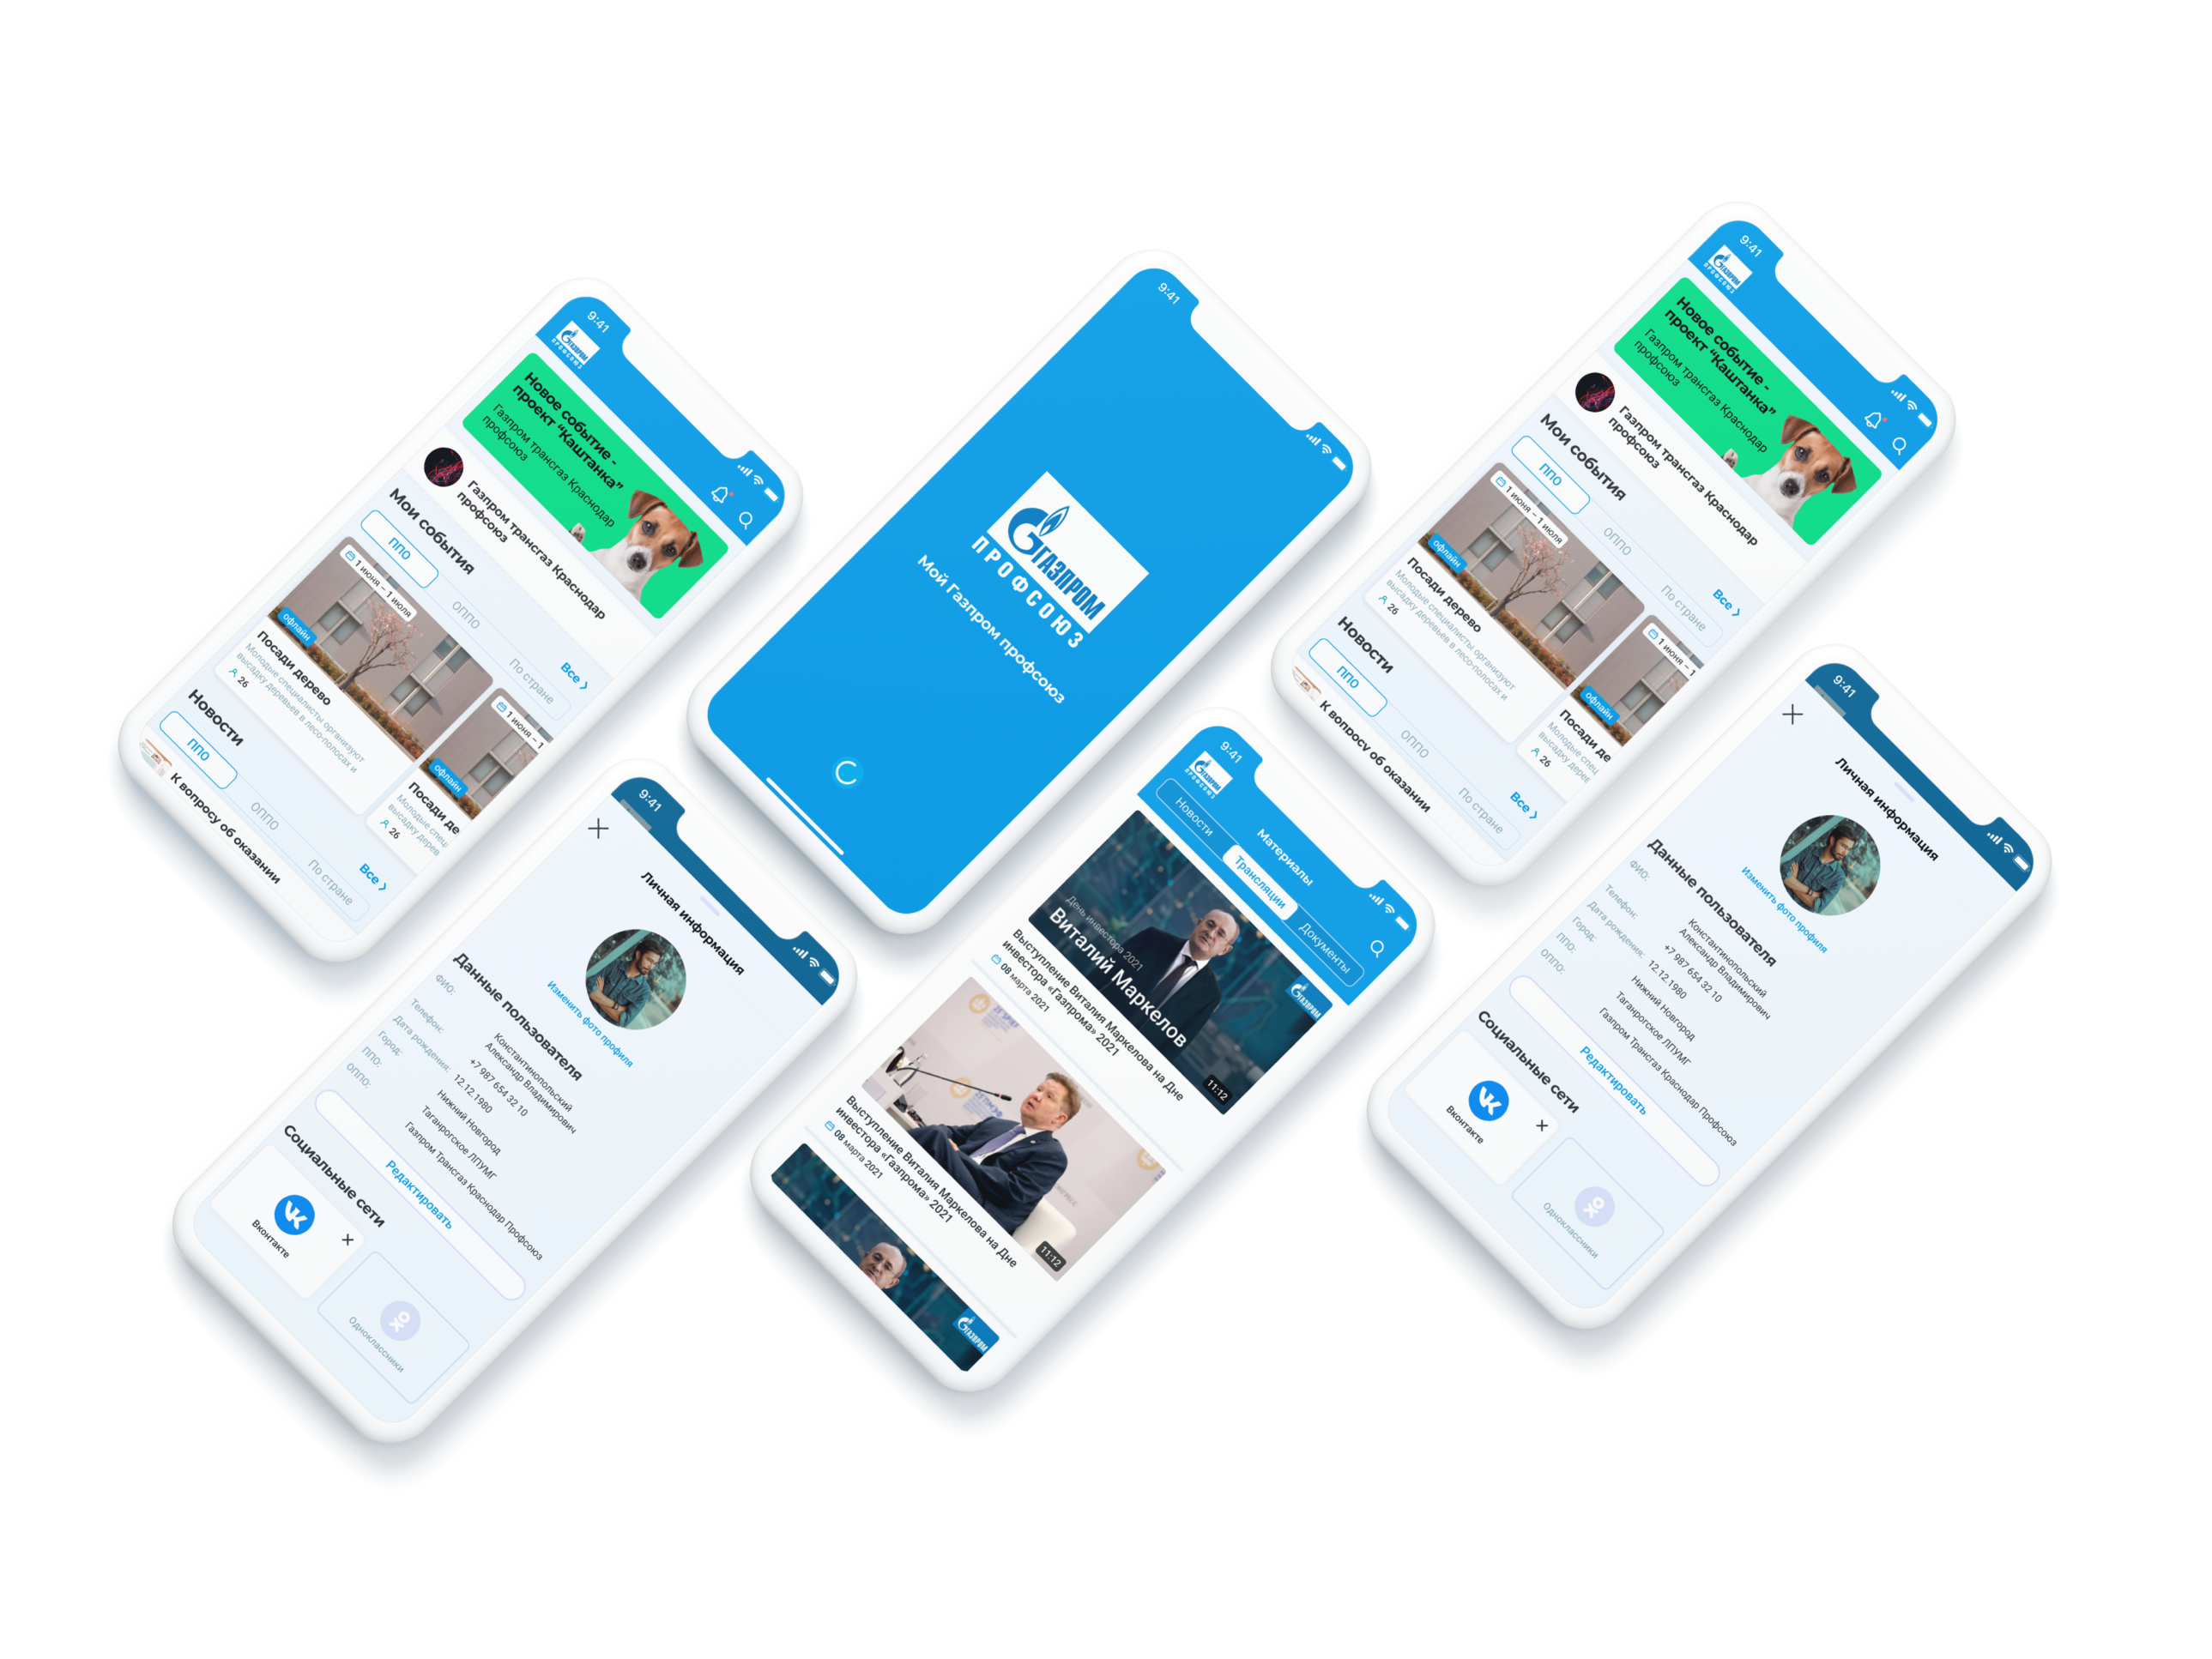 9:41
ГАЗПРОМ
ПРОФСОЮЗ
Новое событие -
проект “Каштанка”
Газпром трансгаз Краснодар
профсоюз
Газпром трансгаз Краснодар
профсоюз
Мои события
Все
ППО
ОППО
По стране
1 июня – 1 июля
офлайн
Посади дерево
Молодые специалисты организуют
высадку деревьев в лесо-полосах и
26
1 июня – 1
офлайн
Посади де
Молодые спец
высадку дерев
26
Новости
Все
ППО
ОППО
По стране
К вопросу об оказании
9:41
ГАЗПРОМ
ПРОФСОЮЗ
Мой Газпром профсоюз
9:41
ГАЗПРОМ
ПРОФСОЮЗ
Новое событие -
проект “Каштанка”
Газпром трансгаз Краснодар
профсоюз
Газпром трансгаз Краснодар
профсоюз
Мои события
Все
ППО
ОППО
По стране
1 июня – 1 июля
офлайн
Посади дерево
Молодые специалисты организуют
высадку деревьев в лесо-полосах и
26
1 июня – 1
офлайн
Посади де
Молодые спец
высадку дерев
26
Новости
Все
ППО
ОППО
По стране
К вопросу об оказании
9:41
Личная информация
Изменить фото профиля
Данные пользователя
ФИО:
Константинопольский
Александр Владимирович
Телефон:
+7 987 654 32 10
Дата рождения:
12.12.1980
Город:
Нижний Новгород
ППО:
Таганрогское ЛПУМГ
ОППО:
Газпром Трансгаз Краснодар Профсоюз
Редактировать
Социальные сети
Вконтакте
Одноклассники
9:41
ГАЗПРОМ
ПРОФСОЮЗ
Материалы
Новости
Трансляции
Документы
ГАЗПРОМ
День инвестора 2021
Виталий Маркелов
11:12
Выступление Виталия Маркелова на Дне
инвестора «Газпрома» 2021
08 марта 2021
11:12
Выступление Виталия Маркелова на Дне
инвестора «Газпрома» 2021
08 марта 2021
ГАЗПРОМ
9:41
Личная информация
Изменить фото профиля
Данные пользователя
ФИО:
Константинопольский
Александр Владимирович
Телефон:
+7 987 654 32 10
Дата рождения:
12.12.1980
Город:
Нижний Новгород
ППО:
Таганрогское ЛПУМГ
ОППО:
Газпром Трансгаз Краснодар Профсоюз
Редактировать
Социальные сети
Вконтакте
Одноклассники